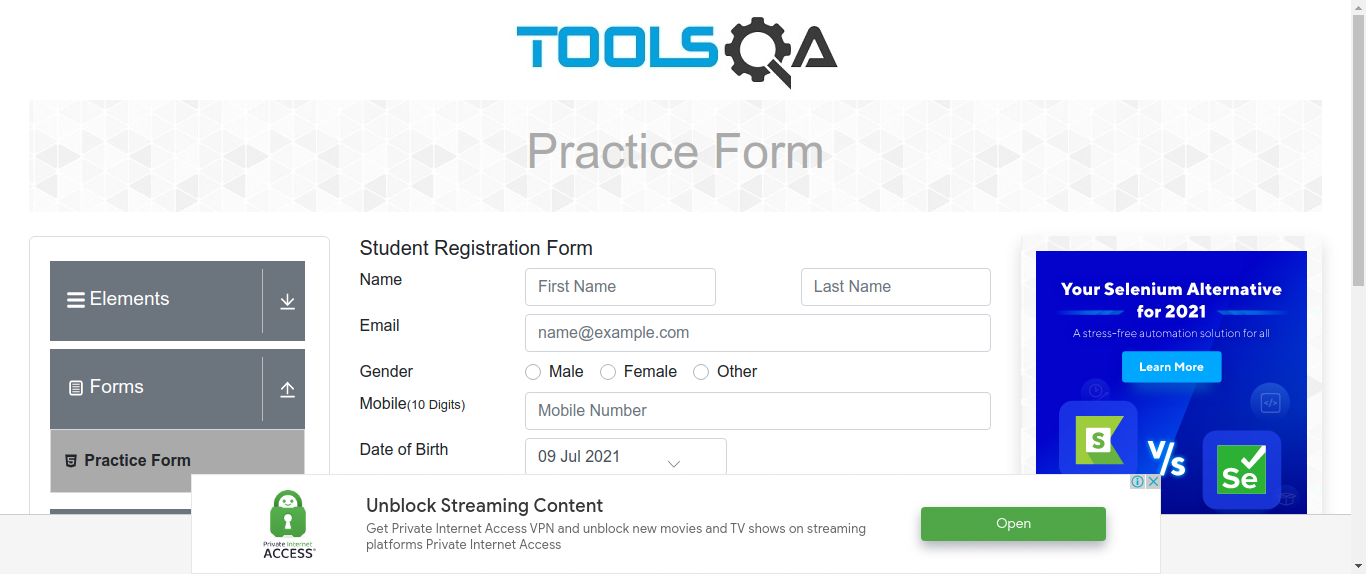 TOOLSQA
Practice Form
Elements
Forms
Practice Form
Student Registration Form
Name
First Name
Last Name
Email
name@example.com
Gender
Male
Female
Other
Mobile(10 Digits)
Mobile Number
Date of Birth
09 Jul 2021
Your Selenium Alternative
for 2021
A stress-free automation solution for all
Learn More
S
V/s
Se
Private Internet
ACCESS®
Unblock Streaming Content
Get Private Internet Access VPN and unblock new movies and TV shows on streaming
platforms Private Internet Access
Open